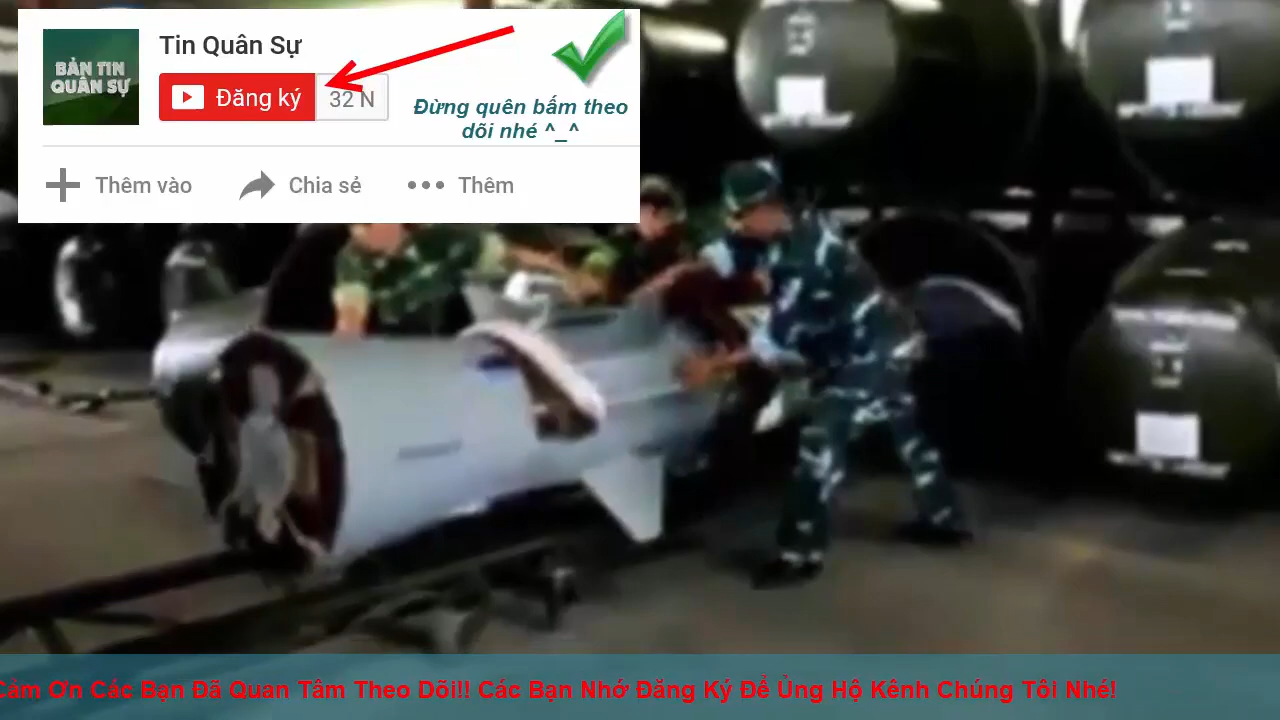 BẢN TIN
QUÂN SỰ
Tin Quân Sự
Đăng ký
32 N
Đừng quên bấm theo
dõi nhé ^_^
Thêm vào
Chia sẻ
Thêm
Cảm Ơn Các Bạn Đã Quan Tâm Theo Dõi!! Các Bạn Nhớ Đăng Ký Để Ủng Hộ Kênh Chúng Tôi Nhé!